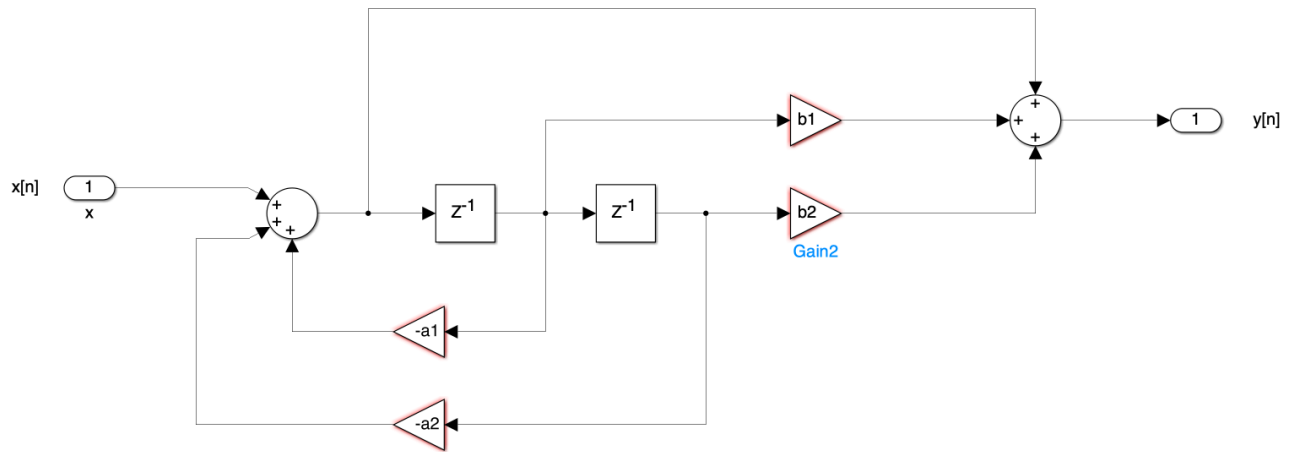 +
b1
+
1
y[n]
+
x[n]
1
x
+
+
+
z-1
z-1
b2
Gain2
-a1
-a2